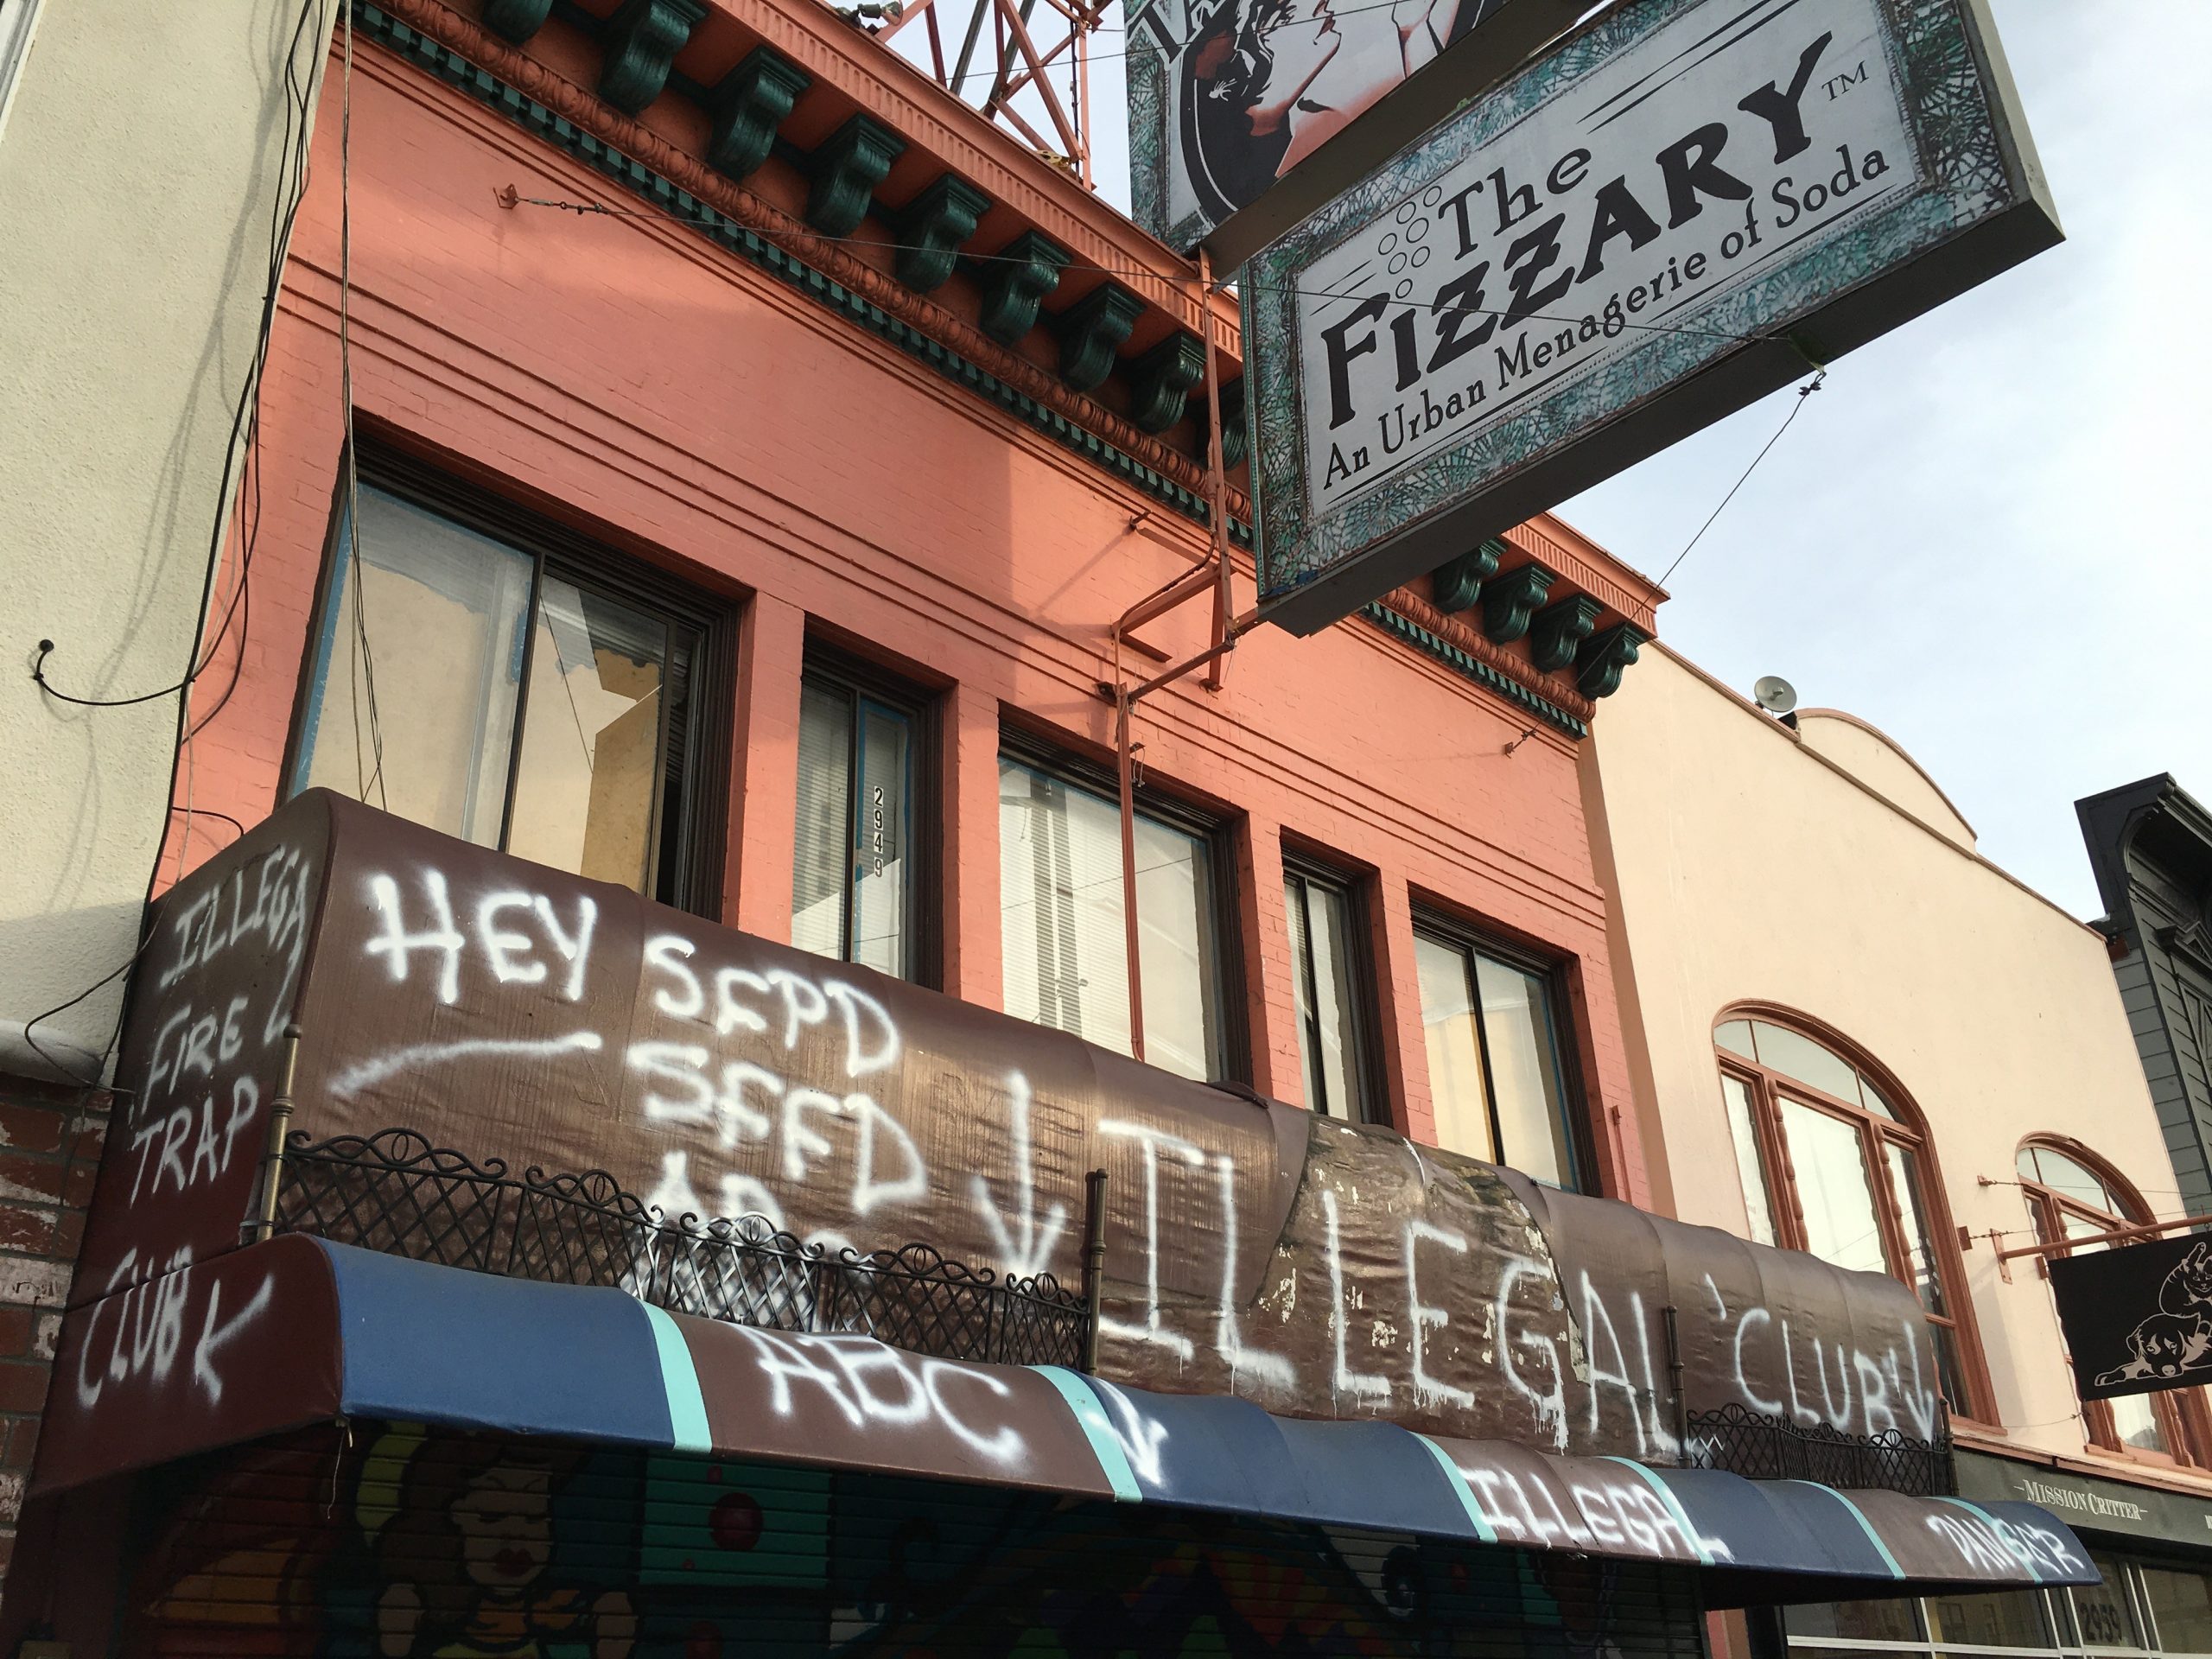 The
FIZZARY™
An Urban Menagerie of Soda
2949
ILLEGAL
FIRE
TRAP
CLUB
HEY SFPD
SFFD
ABC
ILLEGAL
'CLUB'
ILLEGAL
DANGER
-MISSION CRITTER-
2959